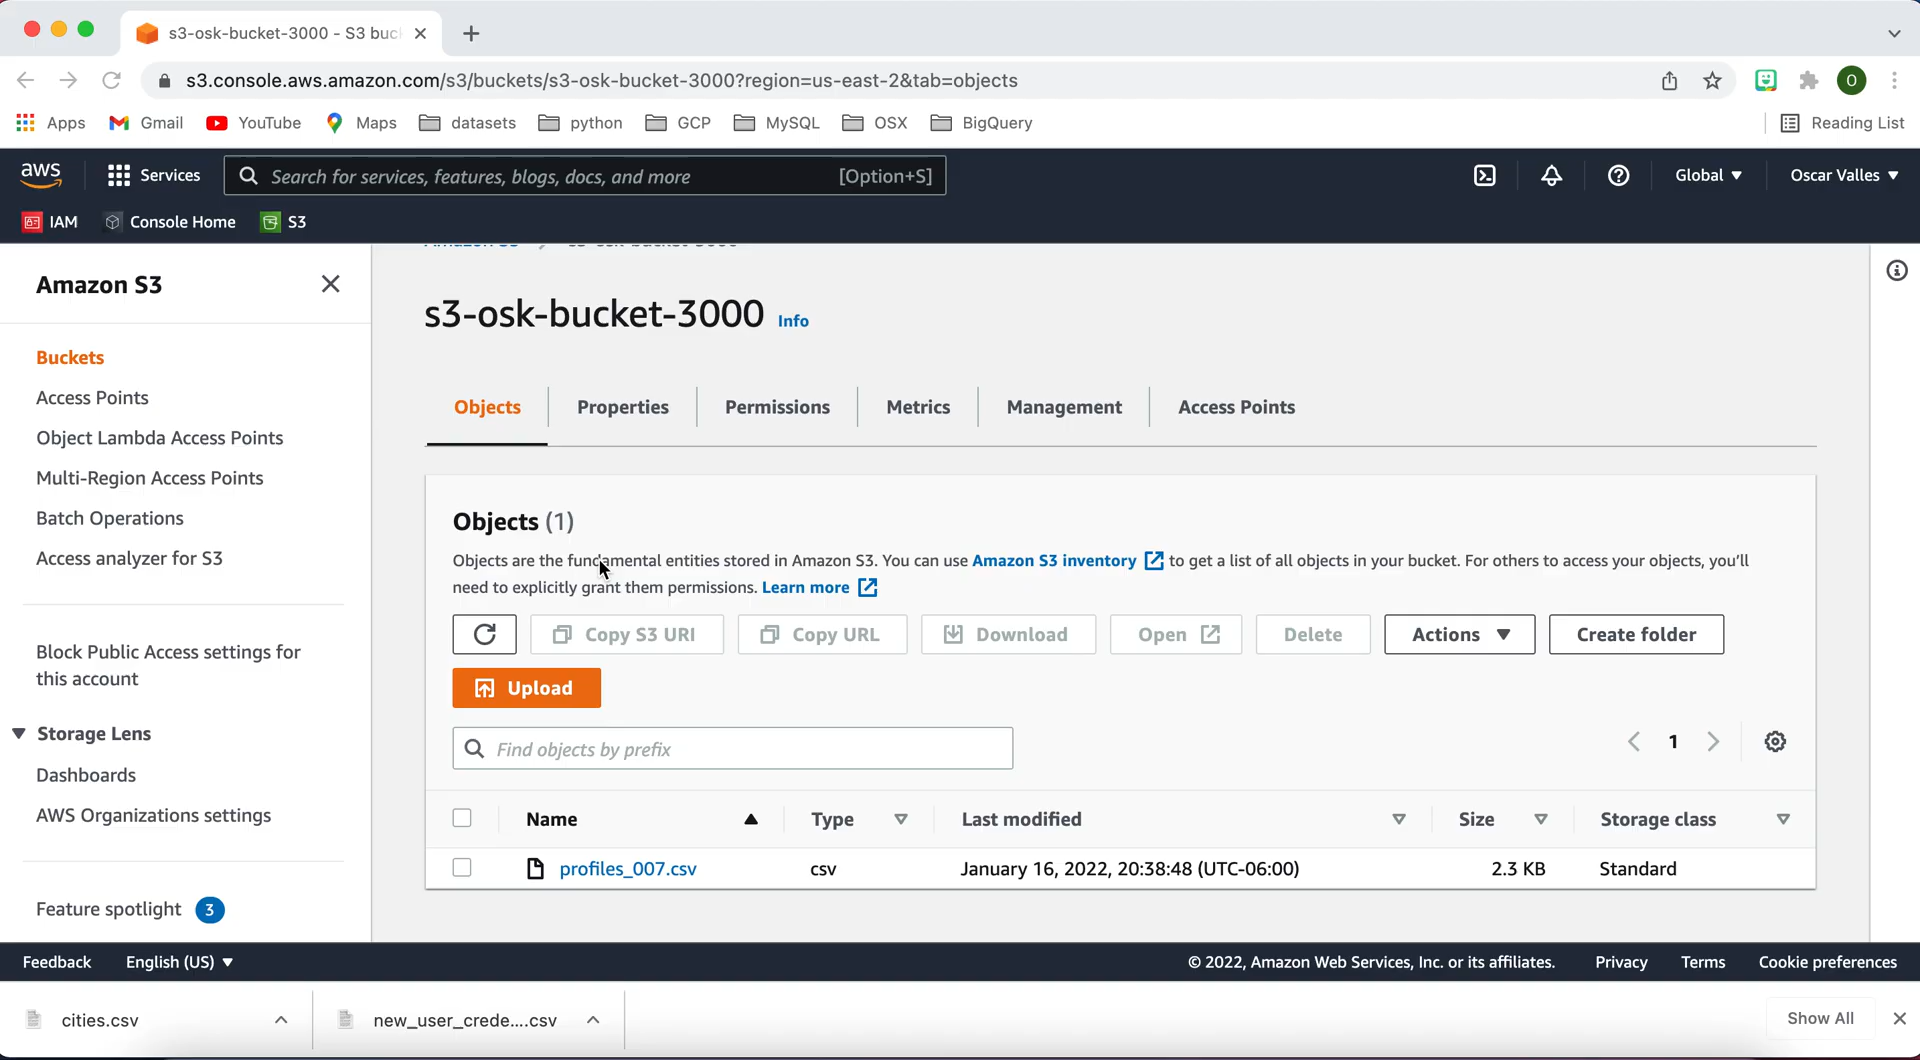 s3-osk-bucket-3000 - S3 buc
s3.console.aws.amazon.com/s3/buckets/s3-osk-bucket-3000?region=us-east-2&tab=objects
O
Apps Gmail YouTube Maps datasets python GCP MySQL OSX BigQuery Reading List
aws Services Search for services, features, blogs, docs, and more [Option+S] Global Oscar Valles
IAM Console Home S3
Amazon S3 s3-osk-bucket-3000
Amazon S3
Buckets
Access Points
Object Lambda Access Points
Multi-Region Access Points
Batch Operations
Access analyzer for S3
Block Public Access settings for
this account
Storage Lens
Dashboards
AWS Organizations settings
Feature spotlight 3
s3-osk-bucket-3000 Info
Objects Properties Permissions Metrics Management Access Points
Objects (1)
Objects are the fundamental entities stored in Amazon S3. You can use Amazon S3 inventory to get a list of all objects in your bucket. For others to access your objects, you'll
need to explicitly grant them permissions. Learn more
Copy S3 URI Copy URL Download Open Delete Actions Create folder
Upload
Find objects by prefix 1
Name Type Last modified Size Storage class
profiles_007.csv csv January 16, 2022, 20:38:48 (UTC-06:00) 2.3 KB Standard
Feedback English (US) © 2022, Amazon Web Services, Inc. or its affiliates. Privacy Terms Cookie preferences
cities.csv new_user_crede....csv Show All